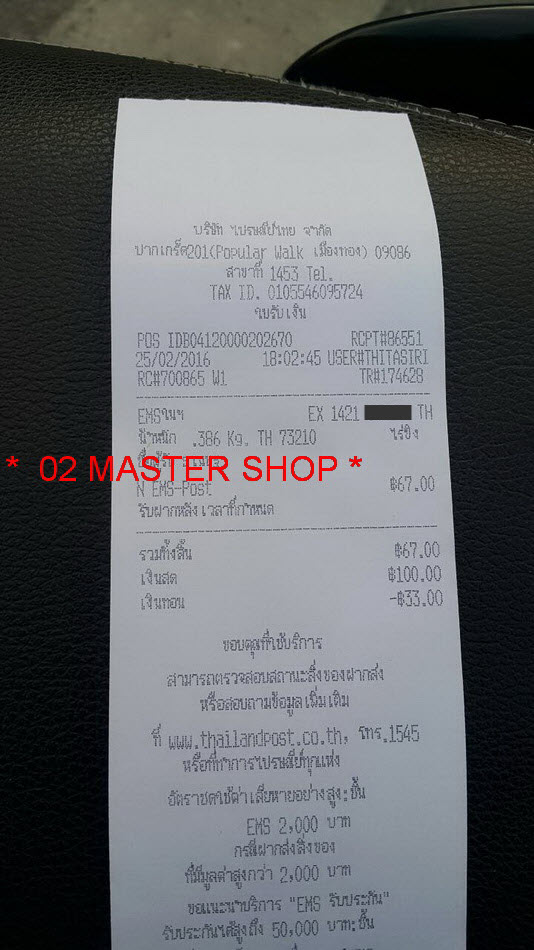 บริษัท ไปรษณีย์ไทย จำกัด
ปากเกร็ด201(Popular Walk เมืองทอง) 09086
สาขาที่ 1453 Tel.
TAX ID. 0105546095724
ใบรับเงิน
POS IDB04120000202670 RCPT#86551
25/02/2016 18:02:45 USER#THITASIRI
RC#700865 W1 TR#174628
EMSในฯ EX 1421 TH
น้ำหนัก .386 Kg. TH 73210 ไร่ขิง
* 02 MASTER SHOP *
ชื่อผู้รับ
N EMS-Post ฿67.00
รับฝากหลังเวลาที่กำหนด
รวมทั้งสิ้น ฿67.00
เงินสด ฿100.00
เงินทอน -฿33.00
ขอบคุณที่ใช้บริการ
สามารถตรวจสอบสถานะสิ่งของฝากส่ง
หรือสอบถามข้อมูลเพิ่มเติม
ที่ www.thailandpost.co.th, โทร.1545
หรือที่ทำการไปรษณีย์ทุกแห่ง
อัตราชดใช้ค่าเสียหายอย่างสูง:ชิ้น
EMS 2,000 บาท
กรณีฝากส่งสิ่งของ
ที่มีมูลค่าสูงกว่า 2,000 บาท
ขอแนะนำบริการ "EMS รับประกัน"
รับประกันได้สูงถึง 50,000 บาท:ชิ้น